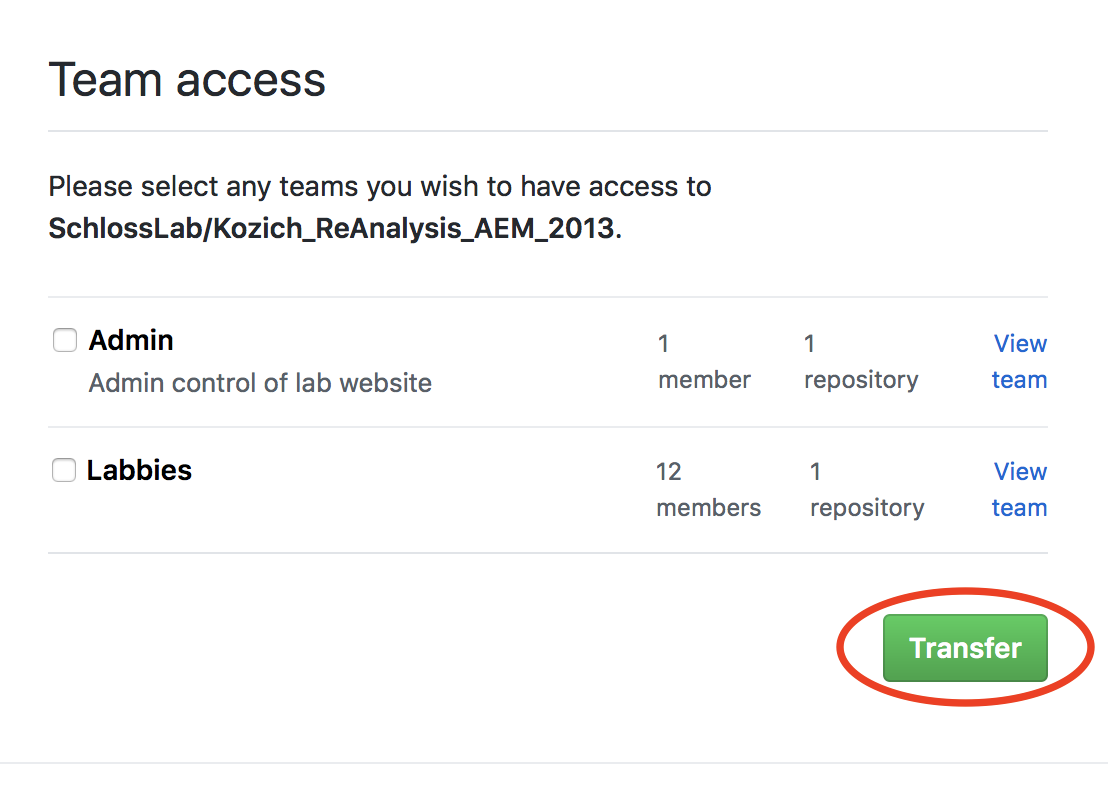 Team access
Please select any teams you wish to have access to
SchlossLab/Kozich_ReAnalysis_AEM_2013.
Admin
Admin control of lab website
1
member
1
repository
View
team
Labbies
12
members
1
repository
View
team
Transfer